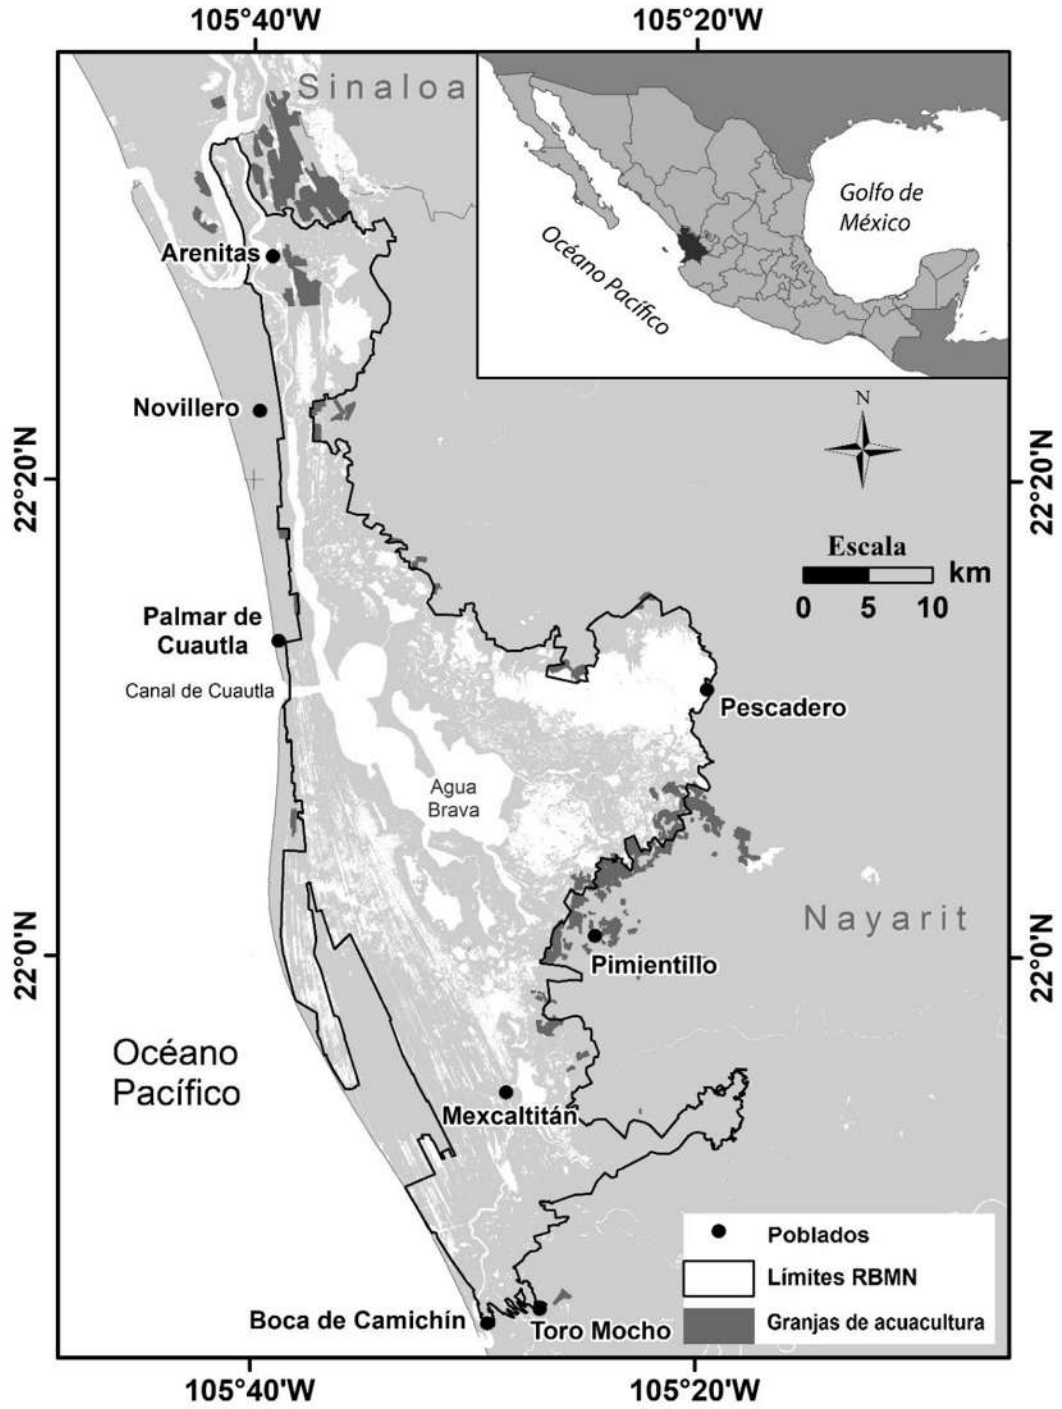 105°40'W
105°20'W
Sinaloa
Golfo de
México
Océano Pacífico
Arenitas
N
Novillero
22°20'N
22°20'N
Escala
km
0 5 10
Palmar de
Cuautla
Canal de Cuautla
Pescadero
Agua
Brava
Nayarit
22°0'N
22°0'N
Pimientillo
Océano
Pacífico
Mexcaltitán
Poblados
Límites RBMN
Granjas de acuacultura
Boca de Camichín
Toro Mocho
105°40'W
105°20'W